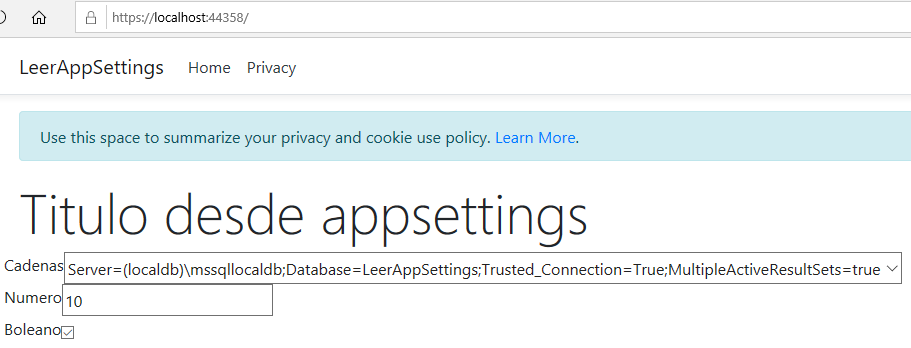 https://localhost:44358/
LeerAppSettings Home Privacy
Use this space to summarize your privacy and cookie use policy. Learn More.
Titulo desde appsettings
Cadenas Server=(localdb)\mssqllocaldb;Database=LeerAppSettings;Trusted_Connection=True;MultipleActiveResultSets=true
Numero 10
Boleano